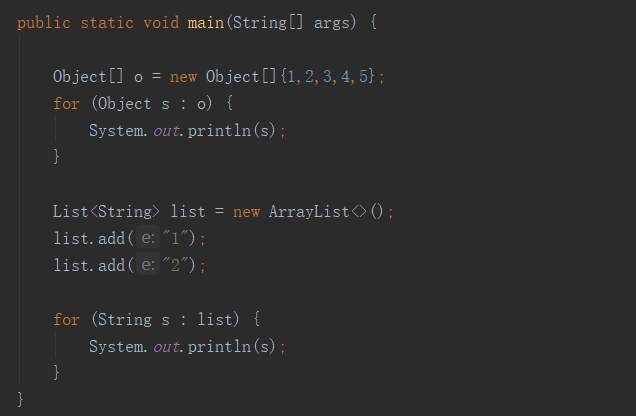 public static void main(String[] args) {
Object[] o = new Object[]{1,2,3,4,5};
for (Object s : o) {
System.out.println(s);
}
List<String> list = new ArrayList<>();
list.add( e: "1");
list.add( e: "2");
for (String s : list) {
System.out.println(s);
}
}